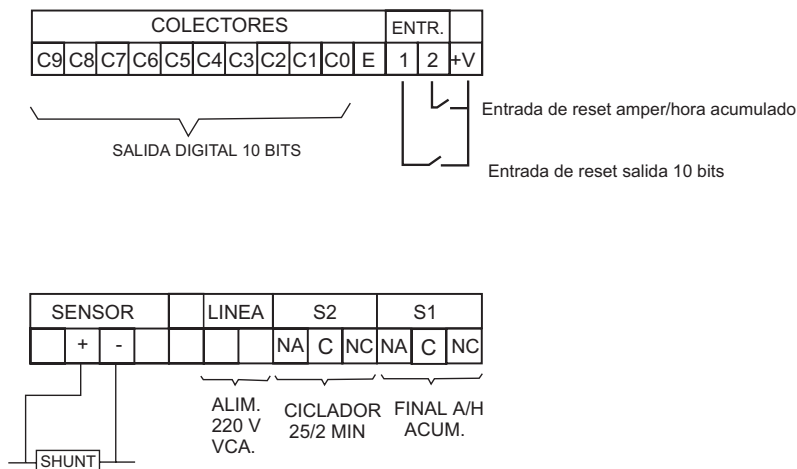 COLECTORES ENTR.
C9 C8 C7 C6 C5 C4 C3 C2 C1 C0 E 1 2 +V
Entrada de reset amper/hora acumulado
SALIDA DIGITAL 10 BITS
Entrada de reset salida 10 bits
SENSOR LINEA S2 S1
+ - NA C NC NA C NC
ALIM.
220 V
VCA.
CICLADOR
25/2 MIN
FINAL A/H
ACUM.
SHUNT